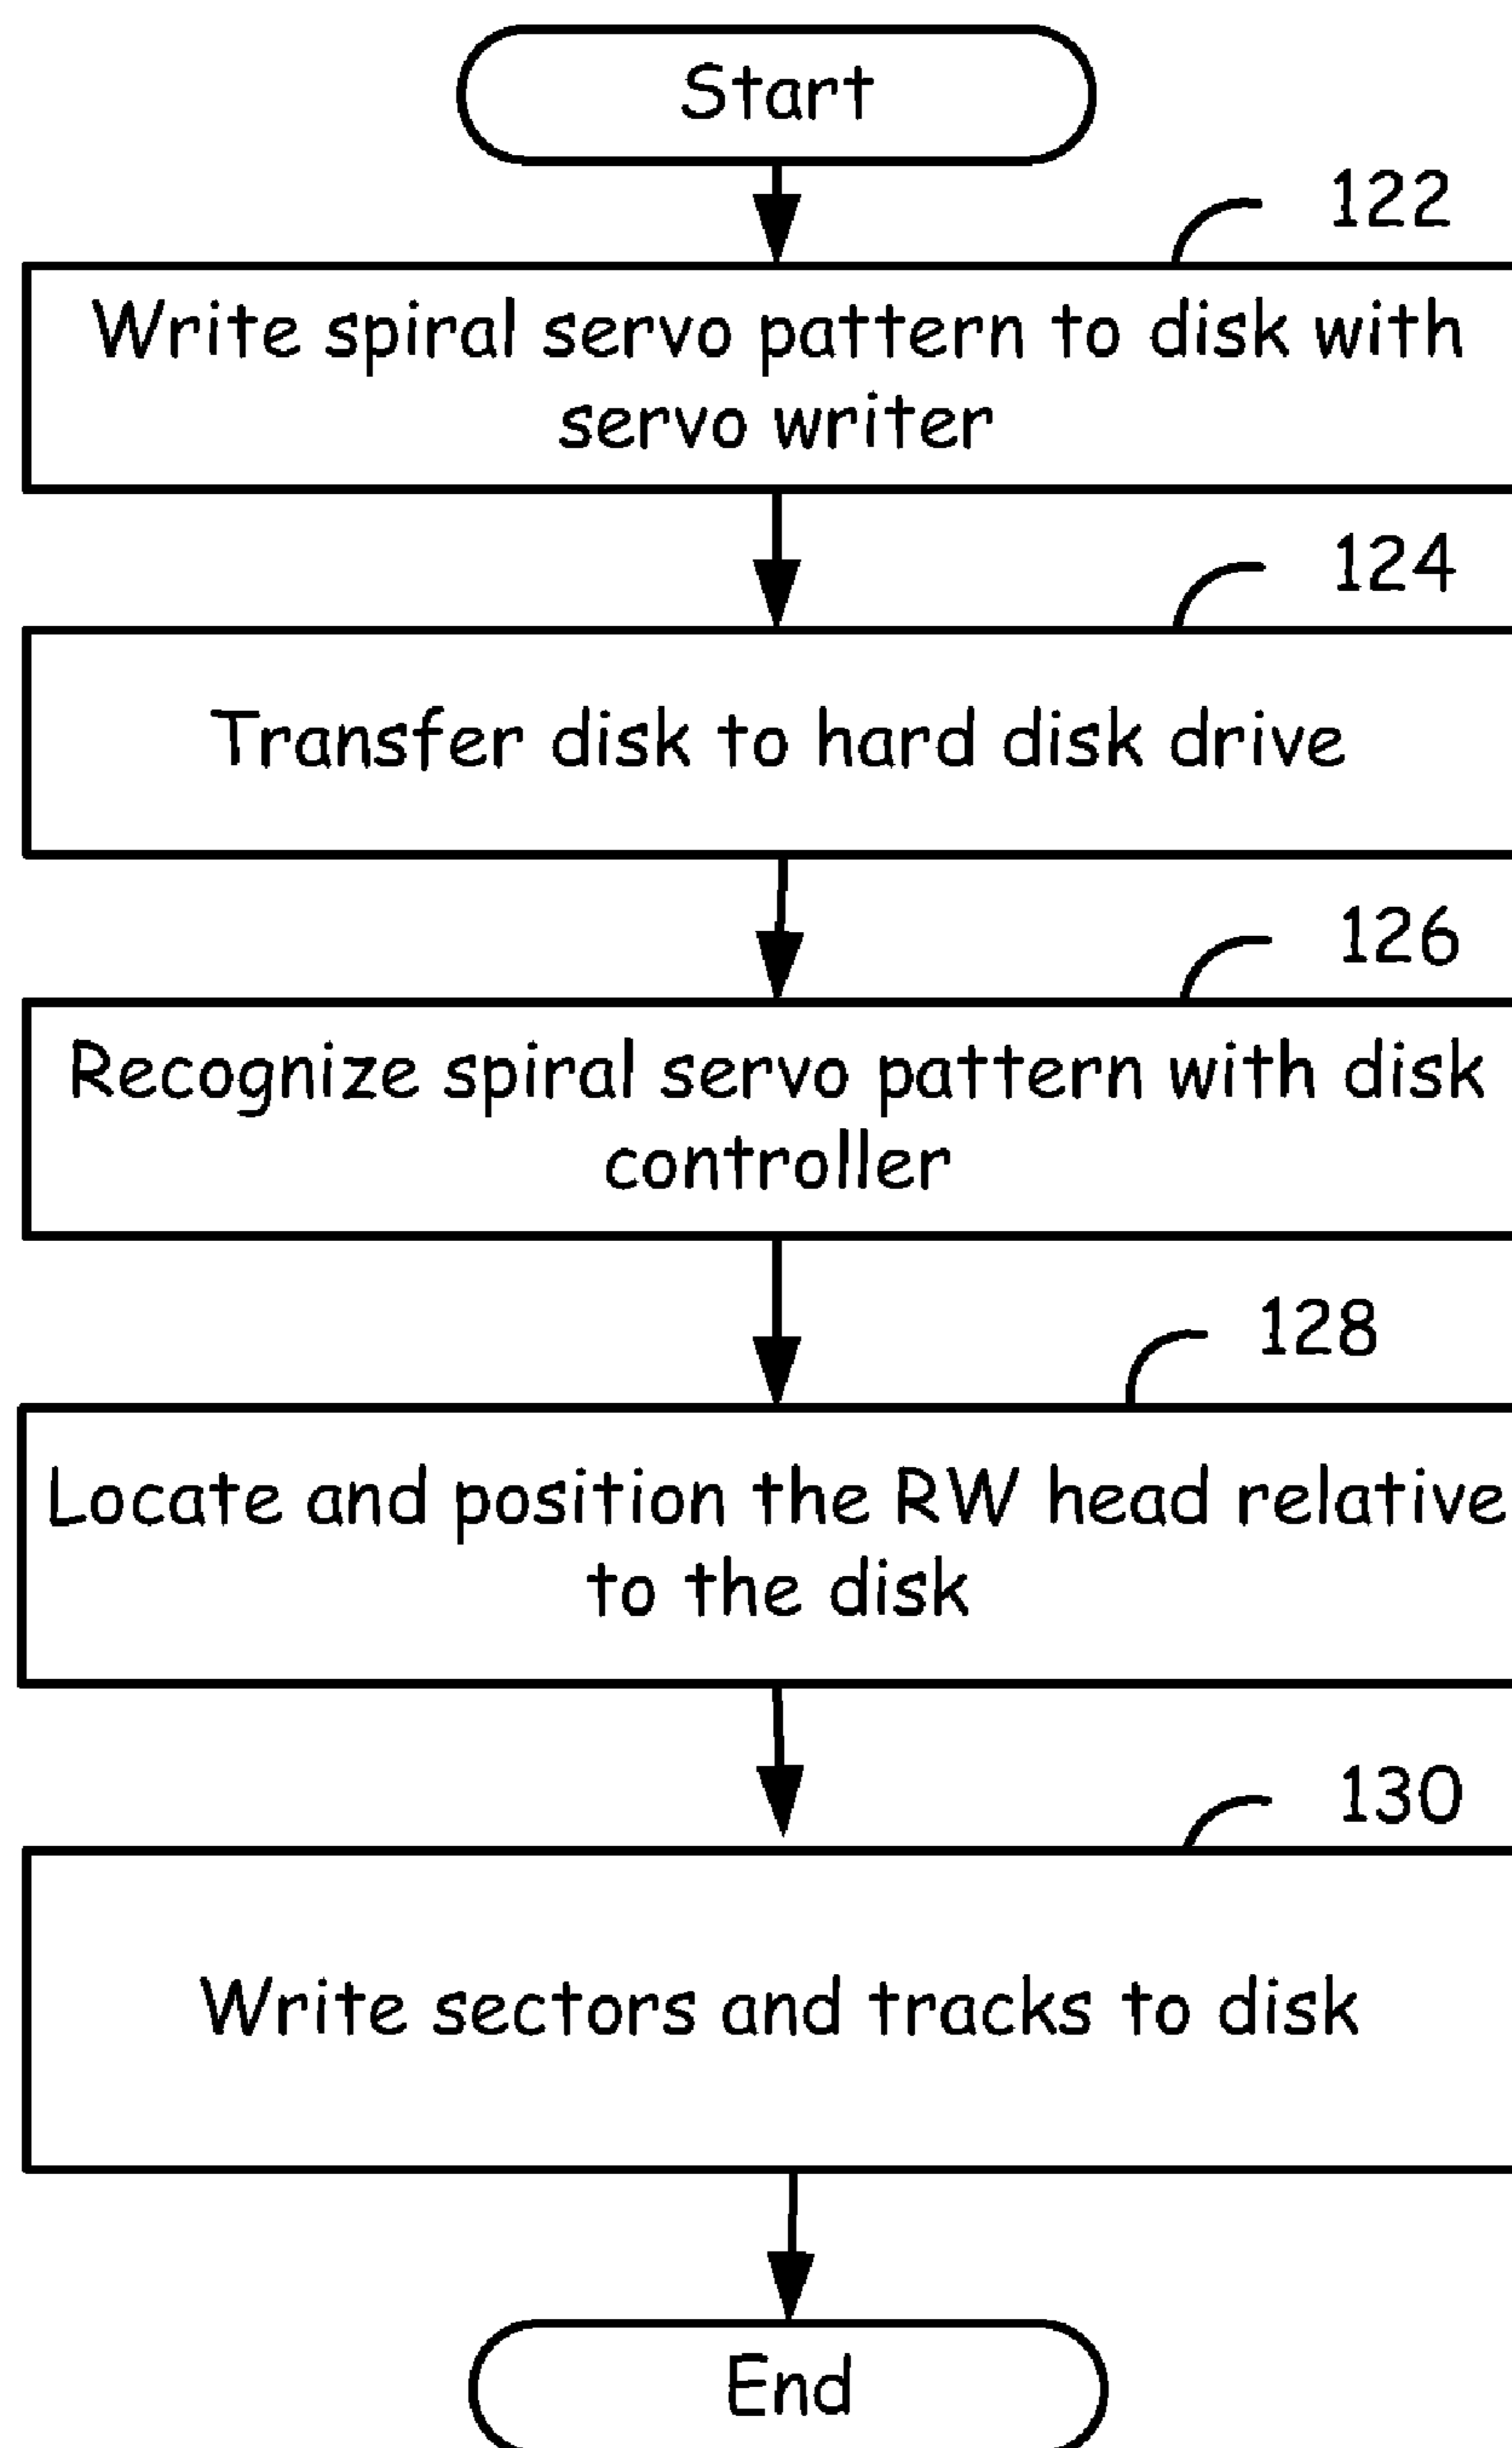 Start
122
Write spiral servo pattern to disk with
servo writer
124
Transfer disk to hard disk drive
126
Recognize spiral servo pattern with disk
controller
128
Locate and position the RW head relative
to the disk
130
Write sectors and tracks to disk
End